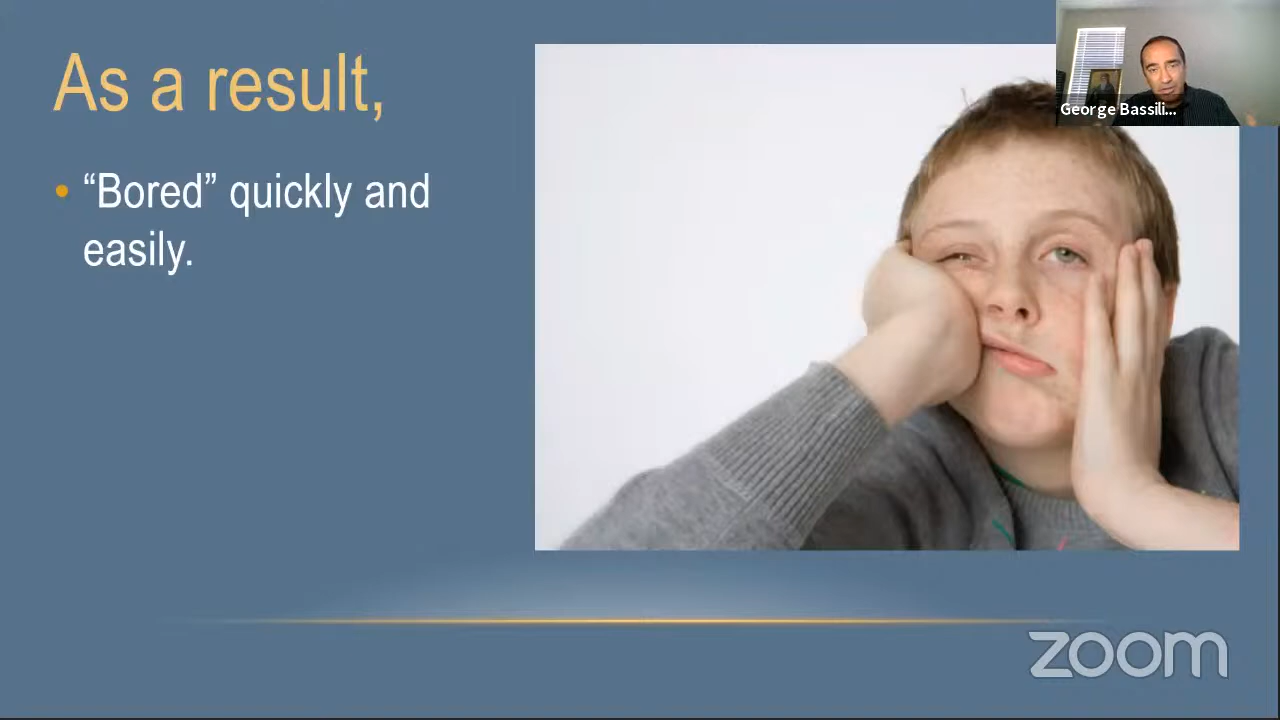 As a result,
• “Bored” quickly and
easily.
George Bassili...
zoom